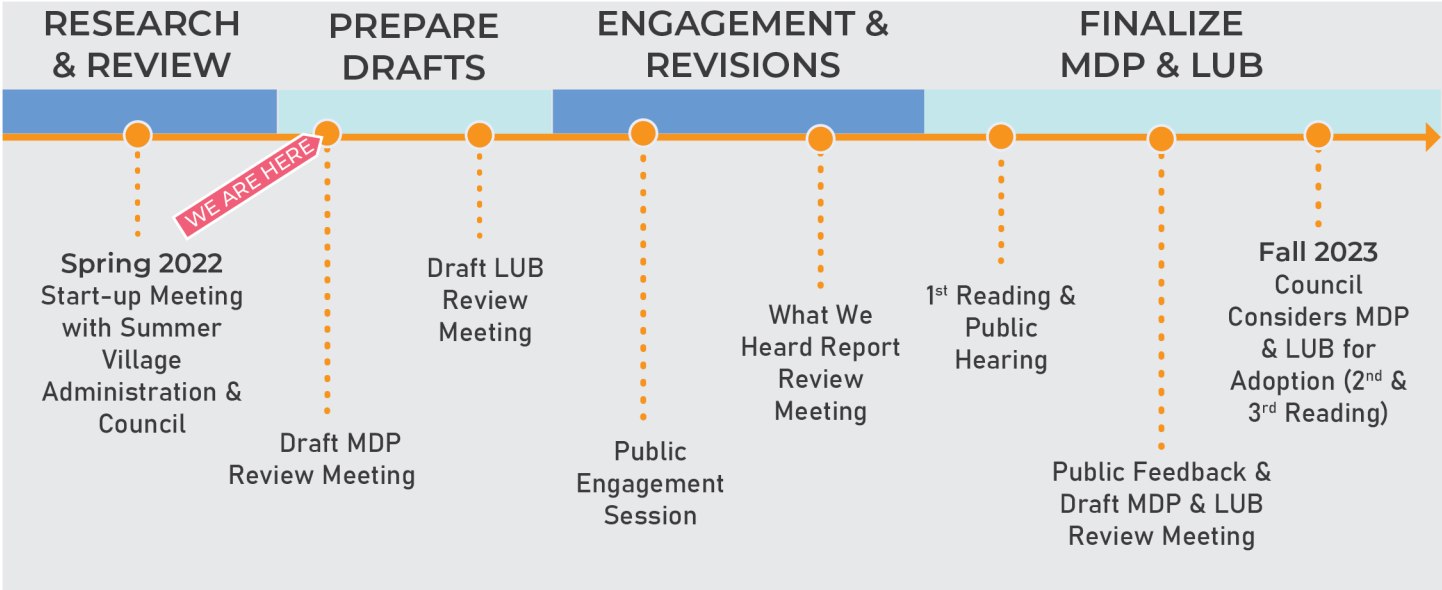 RESEARCH
& REVIEW
PREPARE
DRAFTS
ENGAGEMENT &
REVISIONS
FINALIZE
MDP & LUB
WE ARE HERE
Spring 2022
Start-up Meeting
with Summer
Village
Administration &
Council
Draft MDP
Review Meeting
Draft LUB
Review
Meeting
Public
Engagement
Session
What We
Heard Report
Review
Meeting
1st Reading &
Public
Hearing
Public Feedback &
Draft MDP & LUB
Review Meeting
Fall 2023
Council
Considers MDP
& LUB for
Adoption (2nd &
3rd Reading)